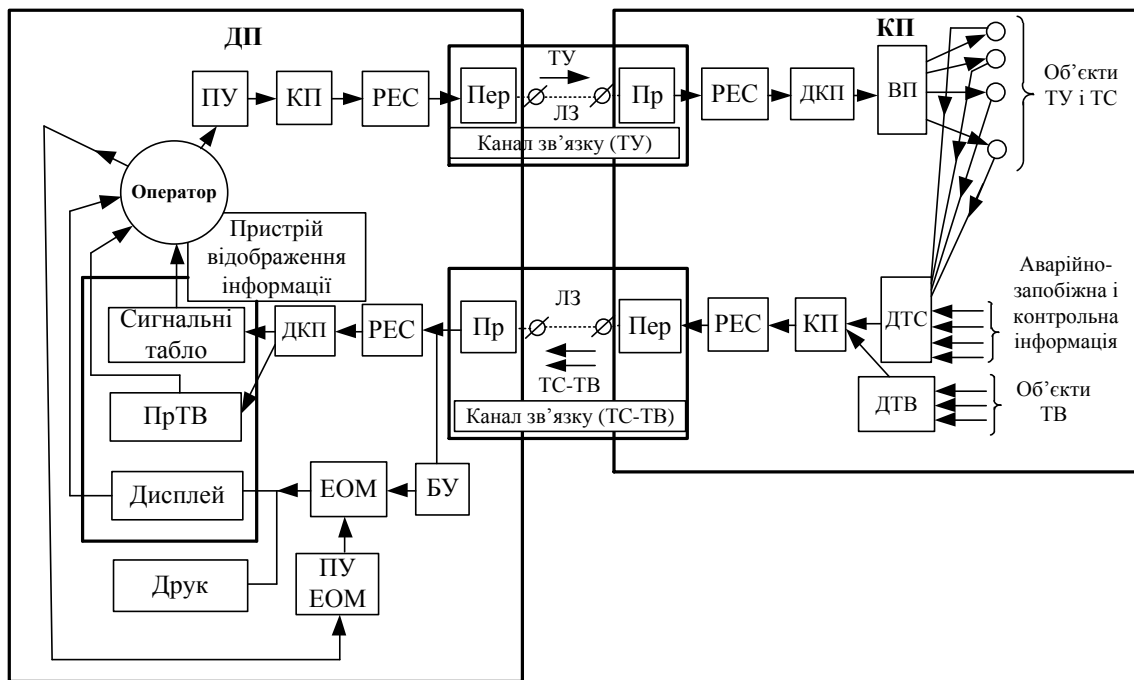 ДП
КП
ПУ
КП
РЕС
Пер
ТУ
ЛЗ
Пр
Канал зв’язку (ТУ)
РЕС
ДКП
ВП
Об’єкти
ТУ і ТС
Оператор
Пристрій
відображення
інформації
Сигнальні
табло
ДКП
РЕС
Пр
ЛЗ
ТС-ТВ
Пер
Канал зв’язку (ТС-ТВ)
РЕС
КП
ДТС
Аварійно-
запобіжна і
контрольна
інформація
ДТВ
Об’єкти
ТВ
ПрТВ
Дисплей
ЕОМ
БУ
Друк
ПУ
ЕОМ